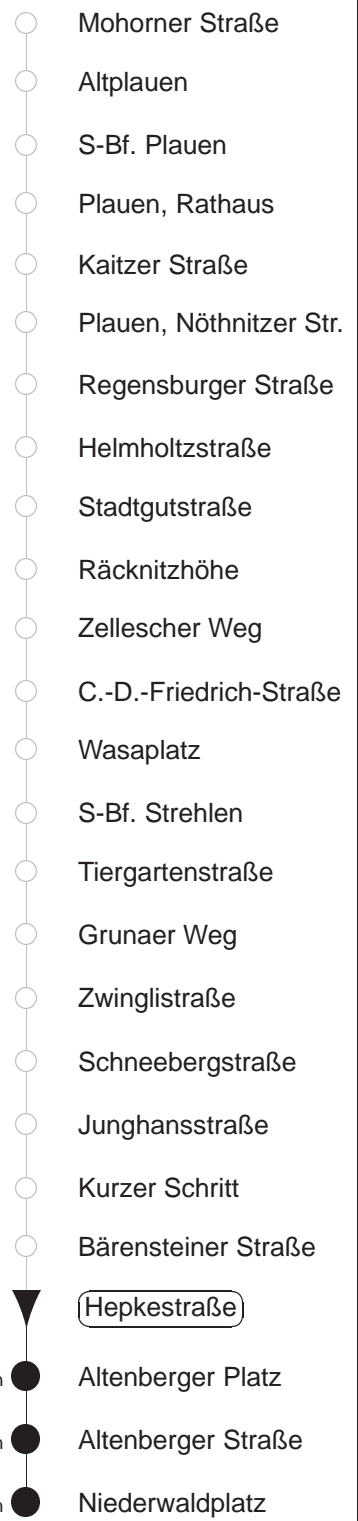 Mohorner Straße
Altplauen
S-Bf. Plauen
Plauen, Rathaus
Kaitzer Straße
Plauen, Nöthnitzer Str.
Regensburger Straße
Helmholtzstraße
Stadtgutstraße
Räcknitzhöhe
Zellescher Weg
C.-D.-Friedrich-Straße
Wasaplatz
S-Bf. Strehlen
Tiergartenstraße
Grunaer Weg
Zwinglistraße
Schneebergstraße
Junghansstraße
Kurzer Schritt
Bärensteiner Straße
Hepkestraße
Altenberger Platz
Altenberger Straße
Niederwaldplatz